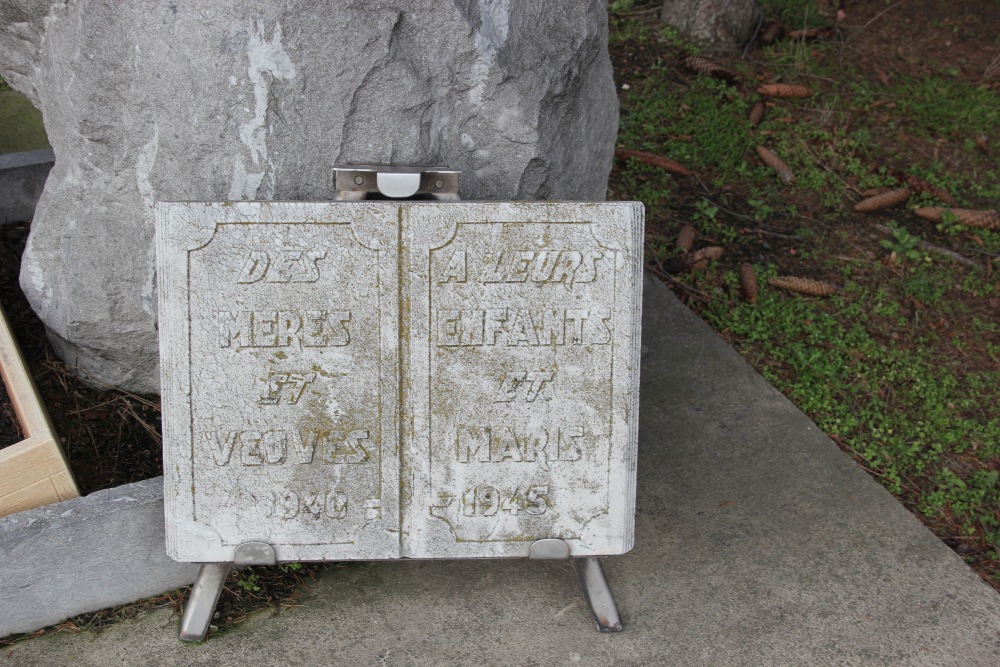 DES
MERES
ET
VEUVES
1940 =
A LEURS
ENFANTS
ET
MARIS
= 1945